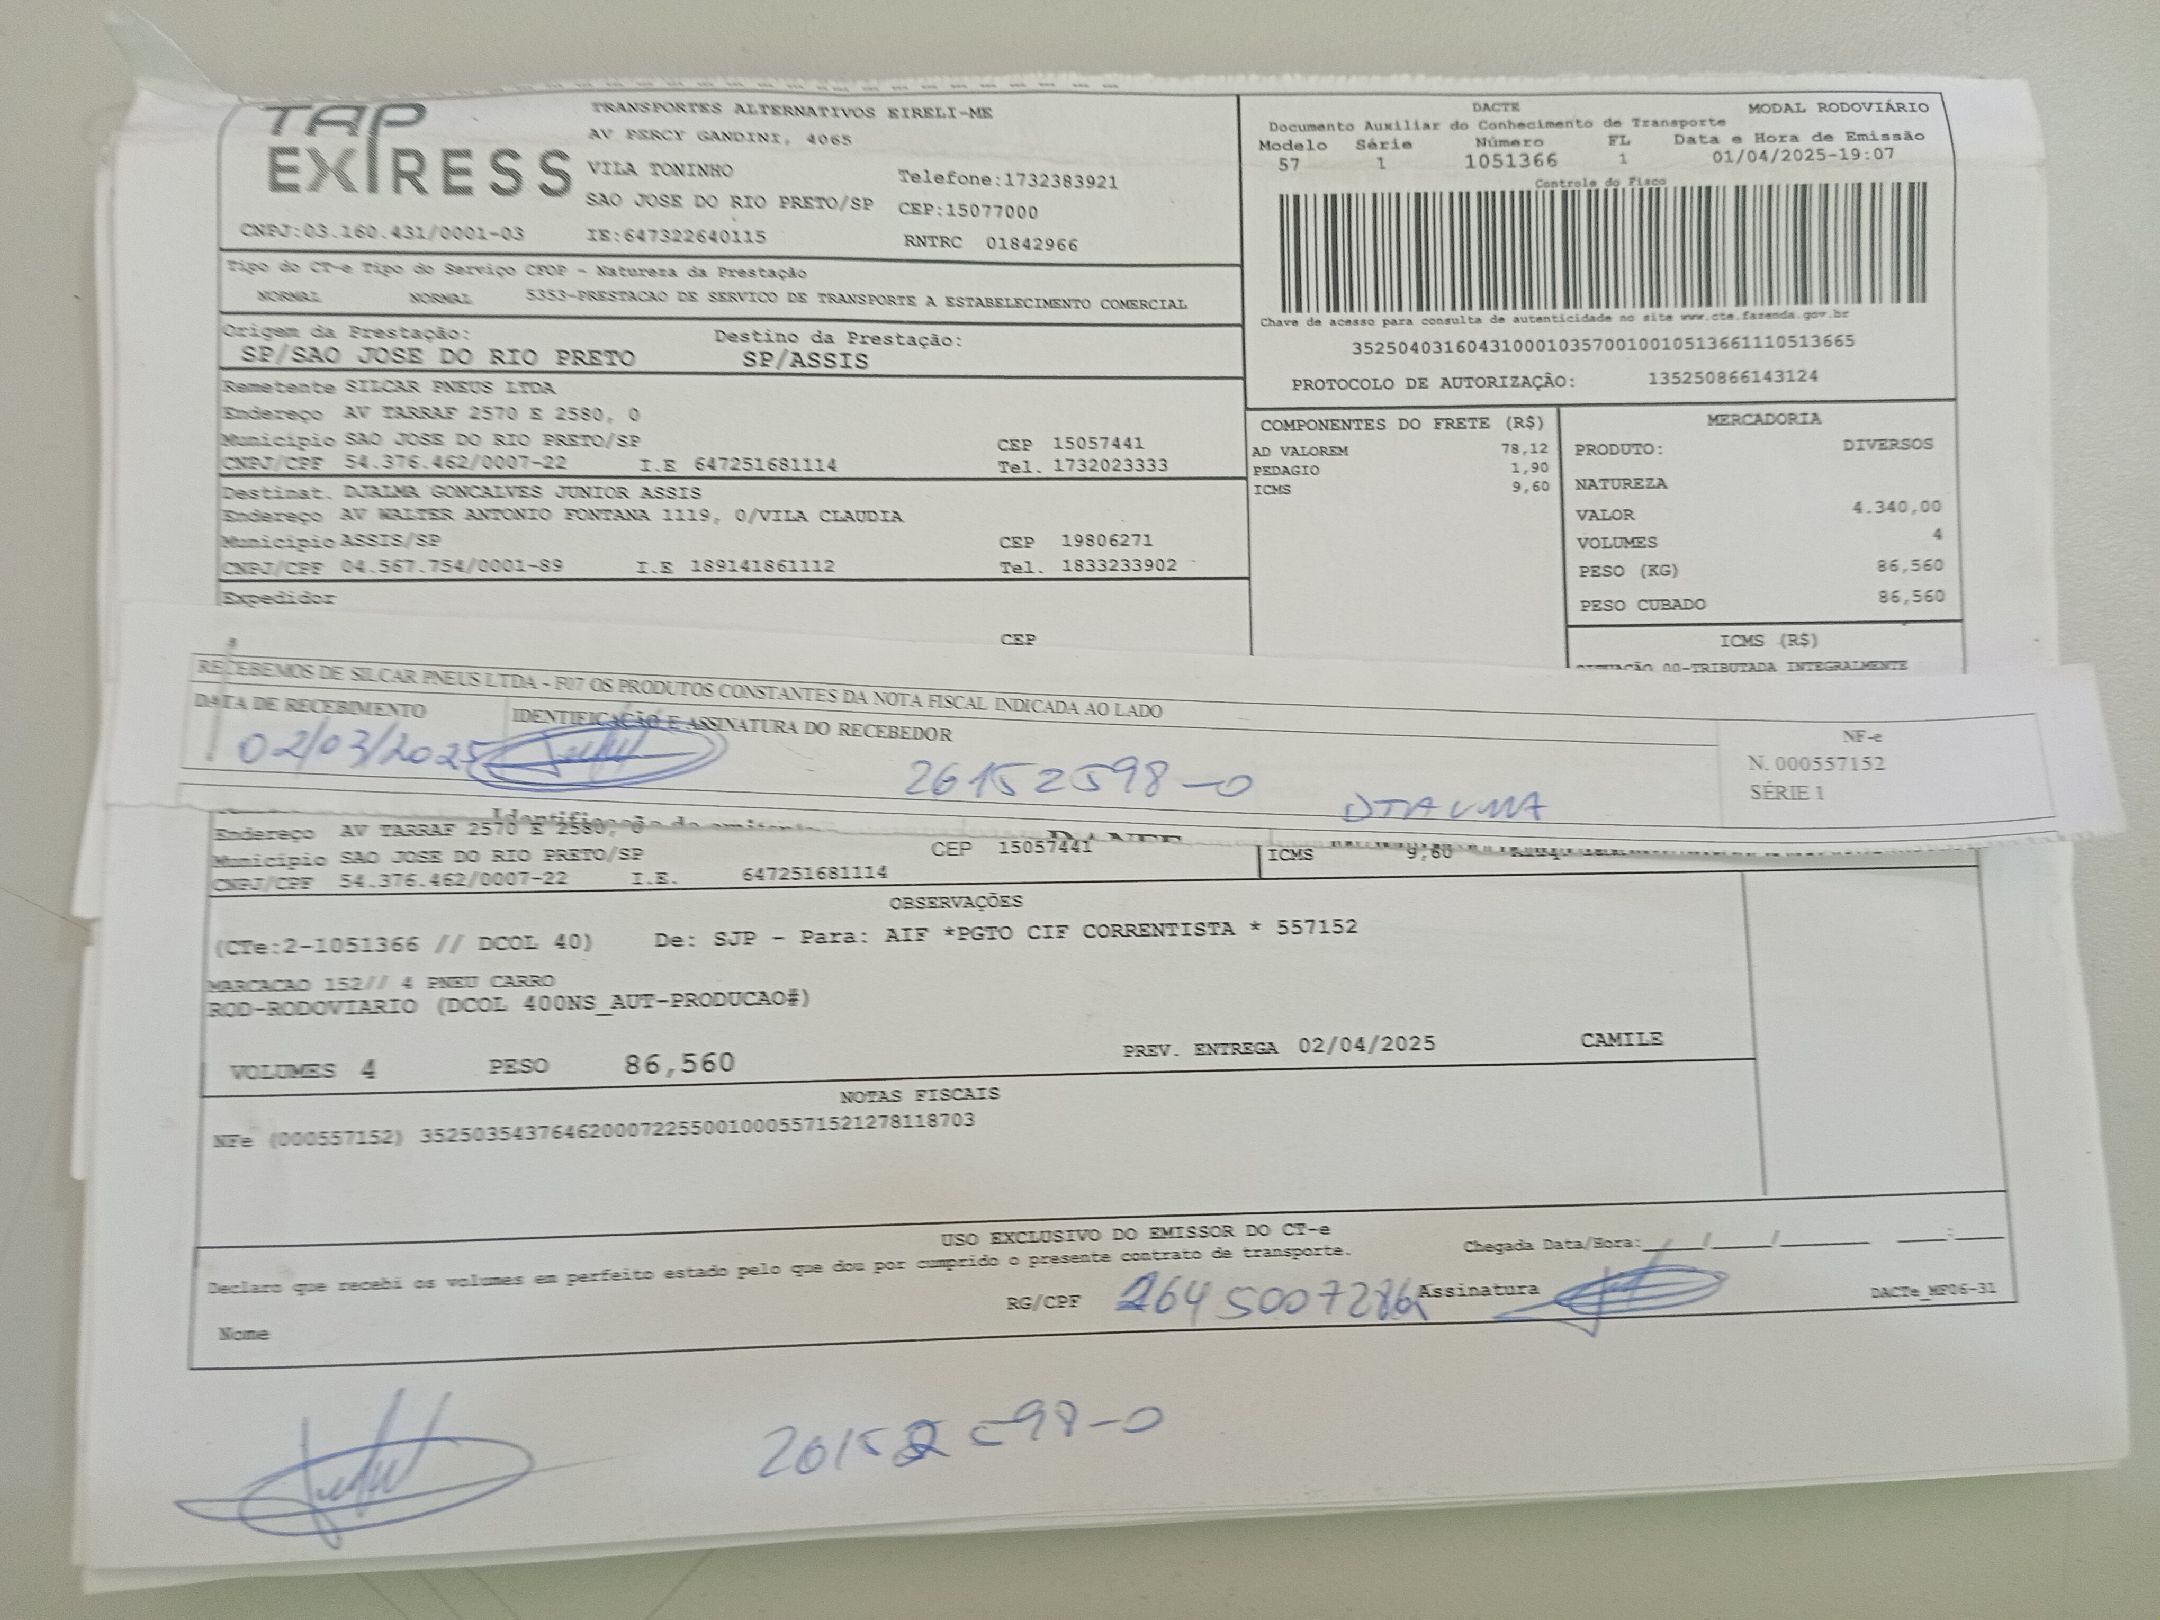 TAP EXPRESS
TRANSPORTES ALTERNATIVOS EIRELI-ME
AV PERCY GANDINI, 4065
VILA TONINHO
Telefone:1732383921
SAO JOSE DO RIO PRETO/SP CEP:15077000
CNPJ:03.160.431/0001-03 IE:647322640115 RNTRC 01842966
Tipo do CT-e Tipo do Serviço CFOP - Natureza da Prestação
NORMAL NORMAL 5353-PRESTACAO DE SERVICO DE TRANSPORTE A ESTABELECIMENTO COMERCIAL
Origem da Prestação: Destino da Prestação:
SP/SAO JOSE DO RIO PRETO SP/ASSIS
Remetente SILCAR PNEUS LTDA
Endereço AV TARRAF 2570 E 2580, 0
Municipio SAO JOSE DO RIO PRETO/SP CEP 15057441
CNPJ/CPF 54.376.462/0007-22 I.E 647251681114 Tel. 1732023333
Destinat. DJALMA GONCALVES JUNIOR ASSIS
Endereço AV WALTER ANTONIO FONTANA 1119, 0/VILA CLAUDIA
Municipio ASSIS/SP CEP 19806271
CNPJ/CPF 04.567.754/0001-89 I.E 189141861112 Tel. 1833233902
Expedidor
CEP
DACTE MODAL RODOVIÁRIO
Documento Auxiliar do Conhecimento de Transporte
Modelo Série Número FL Data e Hora de Emissão
57 1 1051366 1 01/04/2025-19:07
Controle do Fisco
Chave de acesso para consulta de autenticidade no site www.cte.fazenda.gov.br
35250403160431000103570010010513661110513665
PROTOCOLO DE AUTORIZAÇÃO: 135250866143124
COMPONENTES DO FRETE (R$)
AD VALOREM 78,12
PEDAGIO 1,90
ICMS 9,60
MERCADORIA
PRODUTO: DIVERSOS
NATUREZA
VALOR 4.340,00
VOLUMES 4
PESO (KG) 86,560
PESO CUBADO 86,560
ICMS (R$)
00-TRIBUTADA INTEGRALMENTE
RECEBEMOS DE SILCAR PNEUS LTDA - F07 OS PRODUTOS CONSTANTES DA NOTA FISCAL INDICADA AO LADO
DATA DE RECEBIMENTO IDENTIFICAÇÃO E ASSINATURA DO RECEBEDOR
02/03/2025 26152598-0
NF-e
N. 000557152
SÉRIE 1
Identificação do emitente
Endereço AV TARRAF 2570 E 2580, 0
Municipio SAO JOSE DO RIO PRETO/SP CEP 15057441
CNPJ/CPF 54.376.462/0007-22 I.E. 647251681114
ICMS 9,60
OBSERVAÇÕES
(CTe:2-1051366 // DCOL 40) De: SJP - Para: AIF *PGTO CIF CORRENTISTA * 557152
MARCACAO 152// 4 PNEU CARRO
ROD-RODOVIARIO (DCOL 400NS_AUT-PRODUCAO#)
VOLUMES 4 PESO 86,560 PREV. ENTREGA 02/04/2025 CAMILE
NOTAS FISCAIS
NFe (000557152) 35250354376462000722550010005571521278118703
USO EXCLUSIVO DO EMISSOR DO CT-e
Declaro que recebi os volumes em perfeito estado pelo que dou por cumprido o presente contrato de transporte.
Chegada Data/Hora:____/____/______ ____:____
Nome RG/CPF Assinatura DACTe_MF06-31